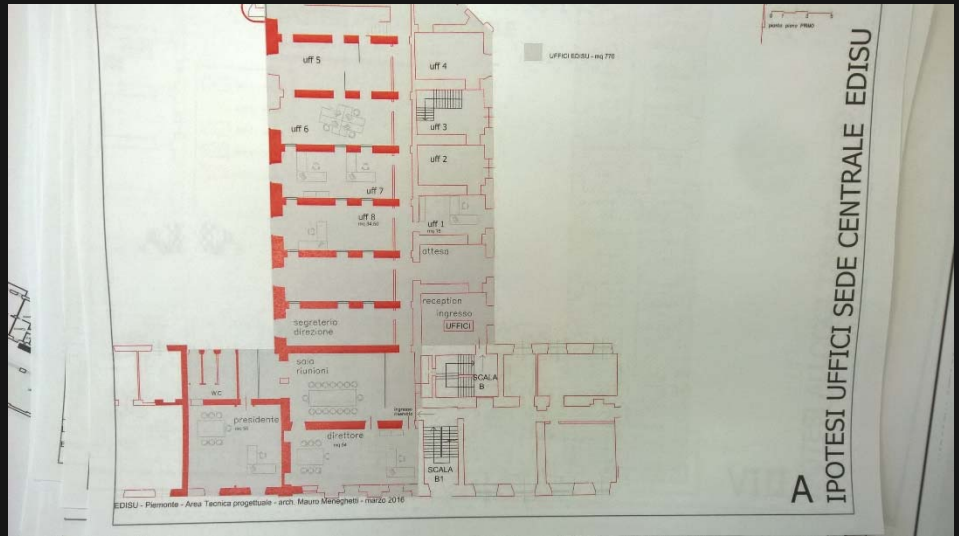 uff 5
uff 4
UFFICI EDISU - mq 770
uff 6
uff 3
uff 2
uff 7
uff 8
uff 1
attesa
reception
ingresso
UFFICI
segreteria
direzione
sala
riunioni
SCALA
B
WC
presidente
direttore
SCALA
B1
EDISU - Piemonte - Area Tecnica progettuale - arch. Mauro Meneghetti - marzo 2016
A
IPOTESI UFFICI SEDE CENTRALE EDISU